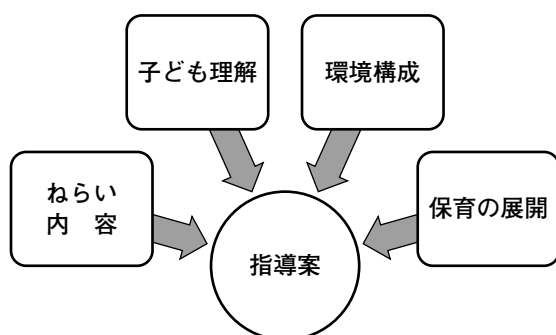 子ども理解
環境構成
ねらい
内　容
保育の展開
指導案